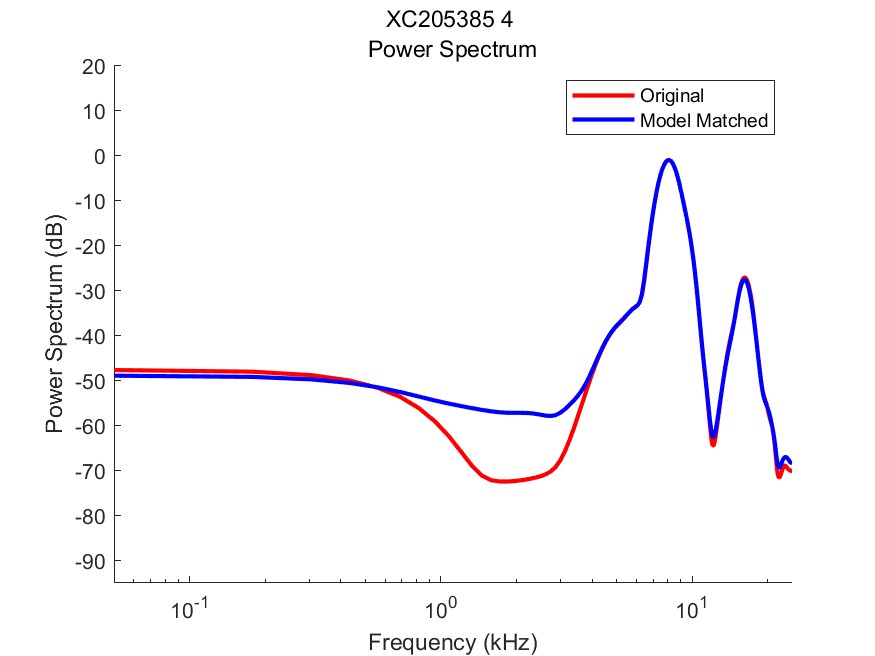 XC205385 4
Power Spectrum
20
10
0
-10
-20
-30
-40
-50
-60
-70
-80
-90
Power Spectrum (dB)
Original
Model Matched
10^-1
10^0
10^1
Frequency (kHz)